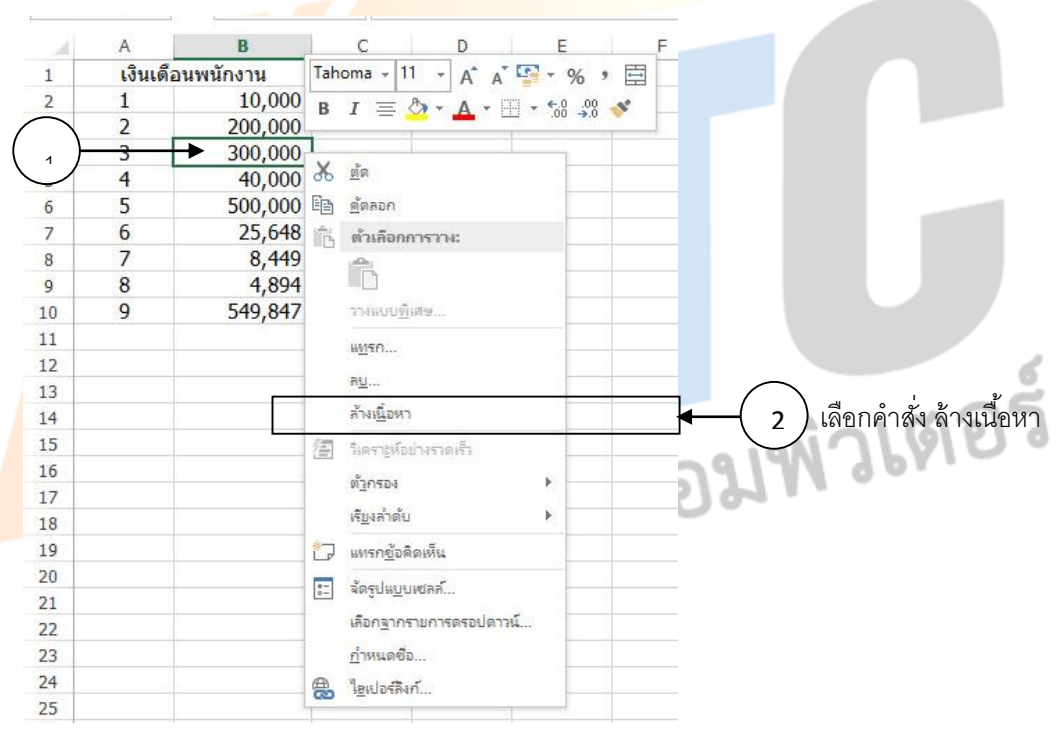 A B C D E F
1 เงินเดือนพนักงาน
Tahoma 11 A A % ,
B I A .00 .0
2 1 10,000
2 200,000
1 3 300,000
4 40,000
6 5 500,000
7 6 25,648
8 7 8,449
9 8 4,894
10 9 549,847
11
12
13
14
15
16
17
18
19
20
21
22
23
24
25
ตัด
คัดลอก
ตัวเลือกการวาง:
วางแบบพิเศษ...
แทรก...
ลบ...
ล้างเนื้อหา
วิเคราะห์อย่างรวดเร็ว
ตัวกรอง
เรียงลำดับ
แทรกข้อคิดเห็น
จัดรูปแบบเซลล์...
เลือกจากรายการดรอปดาวน์...
กำหนดชื่อ...
ไฮเปอร์ลิงก์...
2 เลือกคำสั่ง ล้างเนื้อหา
TC
อมพิวเตอร์